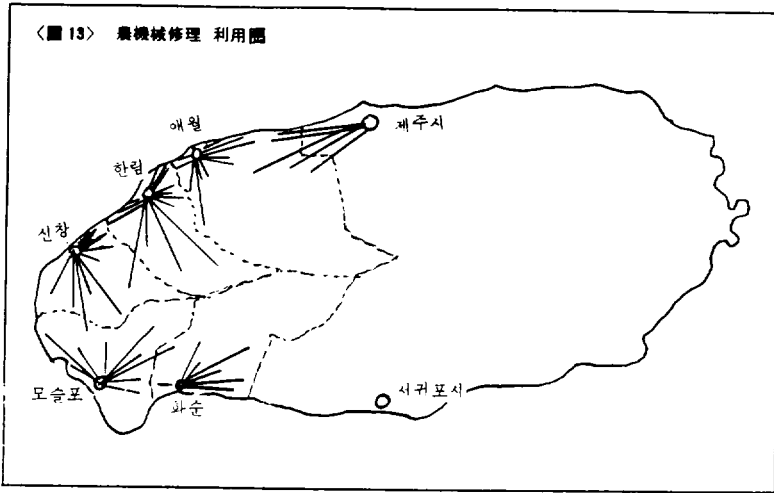 〈圖 13〉 農機械修理 利用圈
애월
제주시
한림
신창
모슬포
화순
서귀포시